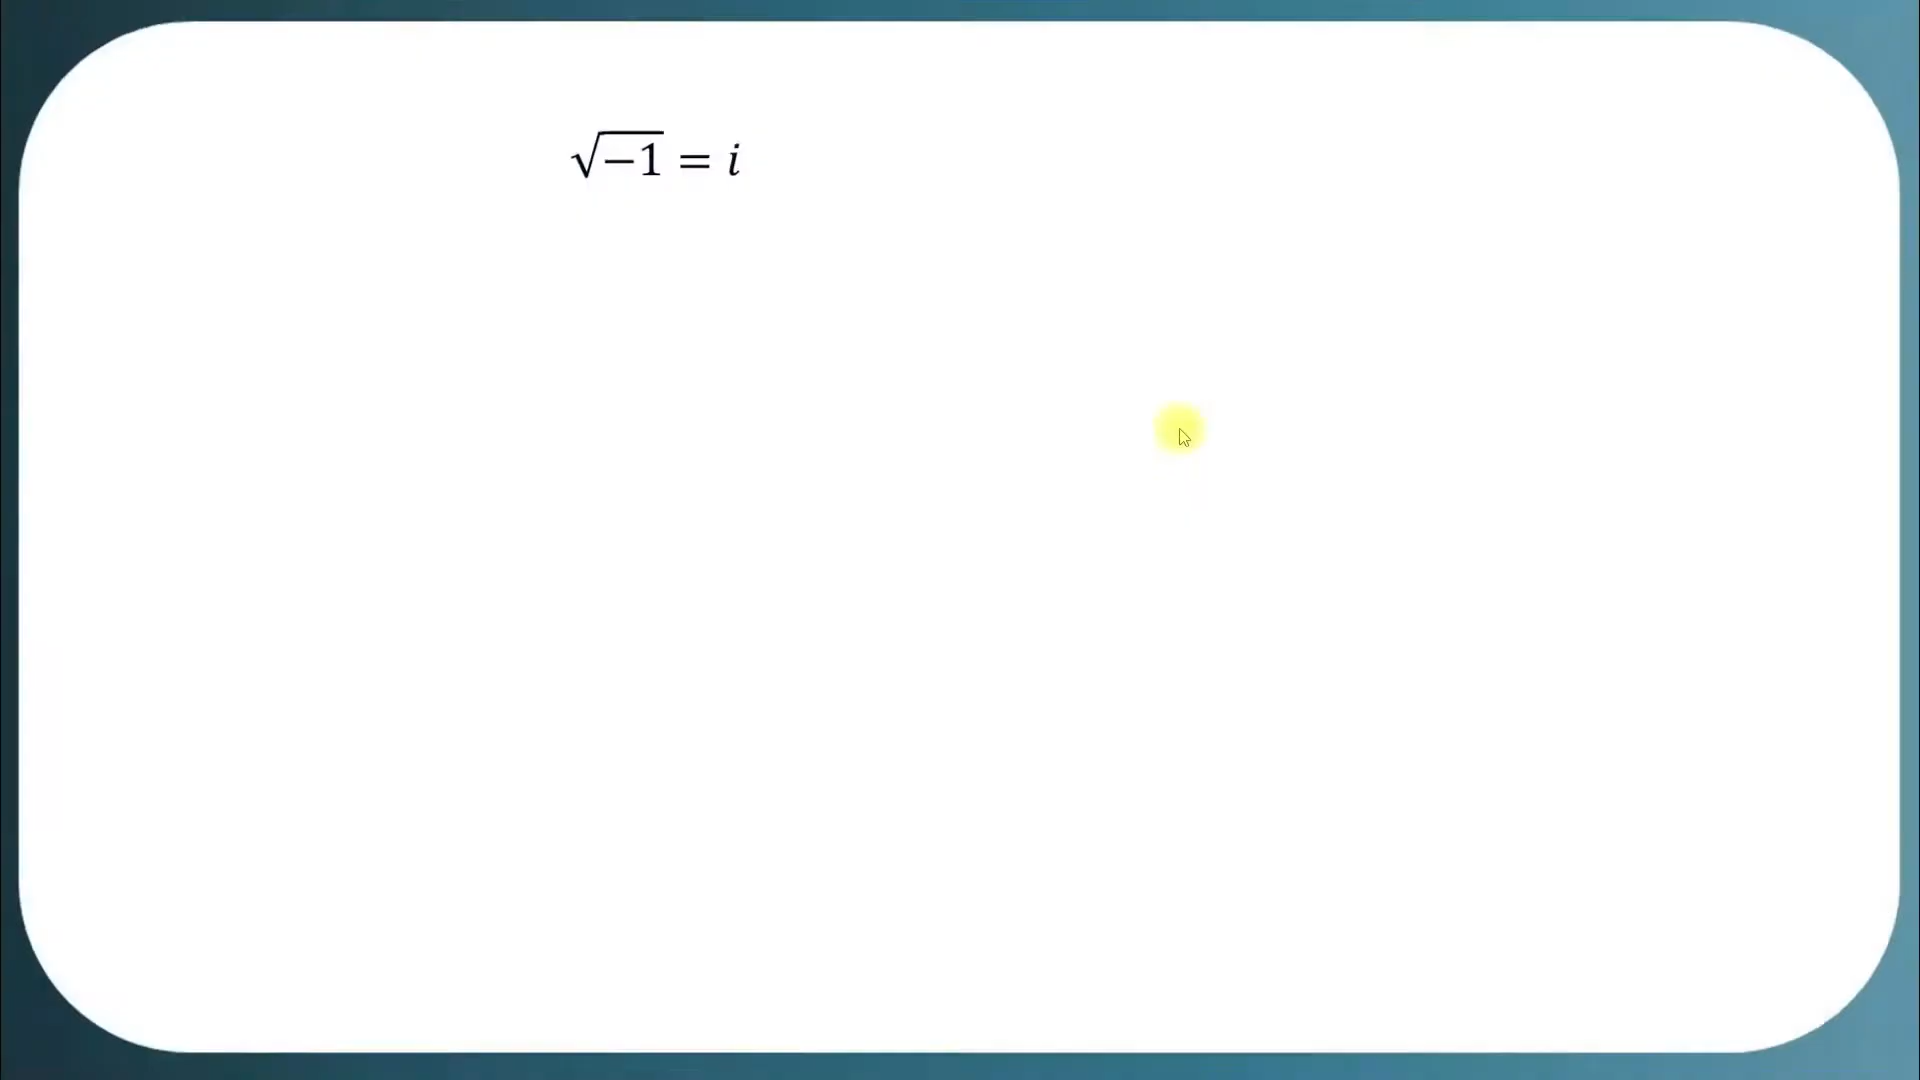 √−1 = i